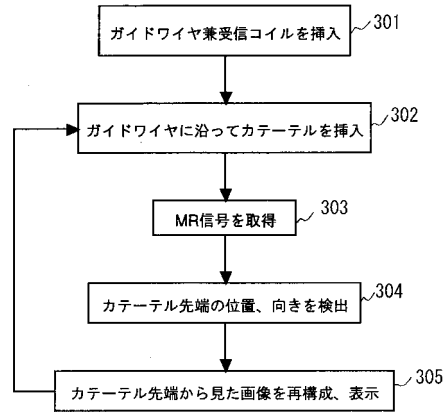 ガイドワイヤ兼受信コイルを挿入
301
ガイドワイヤに沿ってカテーテルを挿入
302
MR信号を取得
303
カテーテル先端の位置、向きを検出
304
カテーテル先端から見た画像を再構成、表示
305